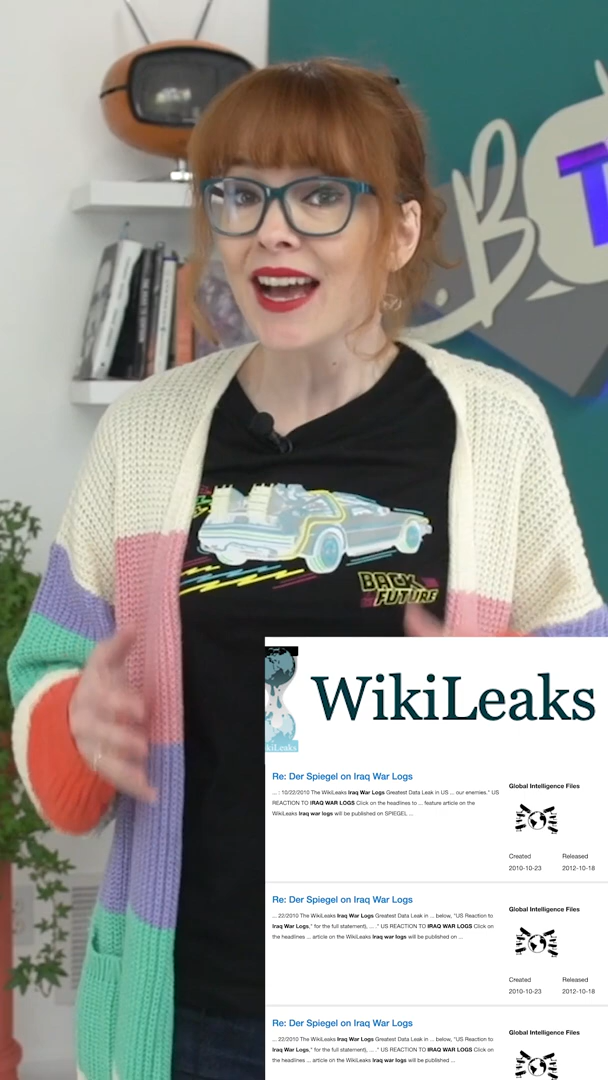 B
T
BACK
FUTURE
WikiLeaks
kiLeaks
Re: Der Spiegel on Iraq War Logs
... : 10/22/2010 The WikiLeaks Iraq War Logs Greatest Data Leak in US ... our enemies." US
REACTION TO IRAQ WAR LOGS Click on the headlines to ... feature article on the
WikiLeaks Iraq war logs will be published on SPIEGEL ...
Global Intelligence Files
Created Released
2010-10-23 2012-10-18
Re: Der Spiegel on Iraq War Logs
... 22/2010 The WikiLeaks Iraq War Logs Greatest Data Leak in ... below, "US Reaction to
Iraq War Logs," for the full statement), ... ." US REACTION TO IRAQ WAR LOGS Click on
the headlines ... article on the WikiLeaks Iraq war logs will be published on ...
Global Intelligence Files
Created Released
2010-10-23 2012-10-18
Re: Der Spiegel on Iraq War Logs
... 22/2010 The WikiLeaks Iraq War Logs Greatest Data Leak in ... below, "US Reaction to
Iraq War Logs," for the full statement), ... ." US REACTION TO IRAQ WAR LOGS Click on
the headlines ... article on the WikiLeaks Iraq war logs will be published on ...
Global Intelligence Files